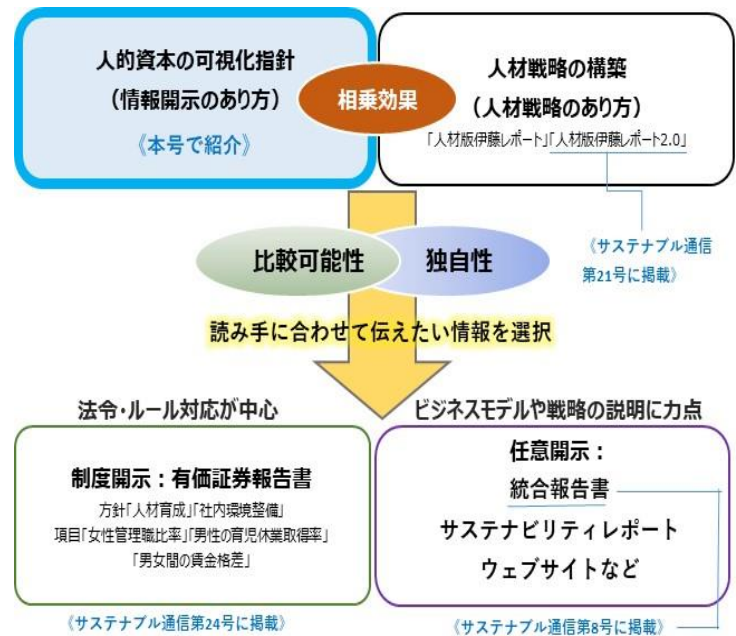 人的資本の可視化指針
（情報開示のあり方）
《本号で紹介》
相乗効果
人材戦略の構築
（人材戦略のあり方）
「人材版伊藤レポート」「人材版伊藤レポート2.0」
《サステナブル通信
第21号に掲載》
比較可能性
独自性
読み手に合わせて伝えたい情報を選択
法令・ルール対応が中心
制度開示：有価証券報告書
方針「人材育成」「社内環境整備」
項目「女性管理職比率」「男性の育児休業取得率」
「男女間の賃金格差」
《サステナブル通信第24号に掲載》
ビジネスモデルや戦略の説明に力点
任意開示：
統合報告書
サステナビリティレポート
ウェブサイトなど
《サステナブル通信第8号に掲載》